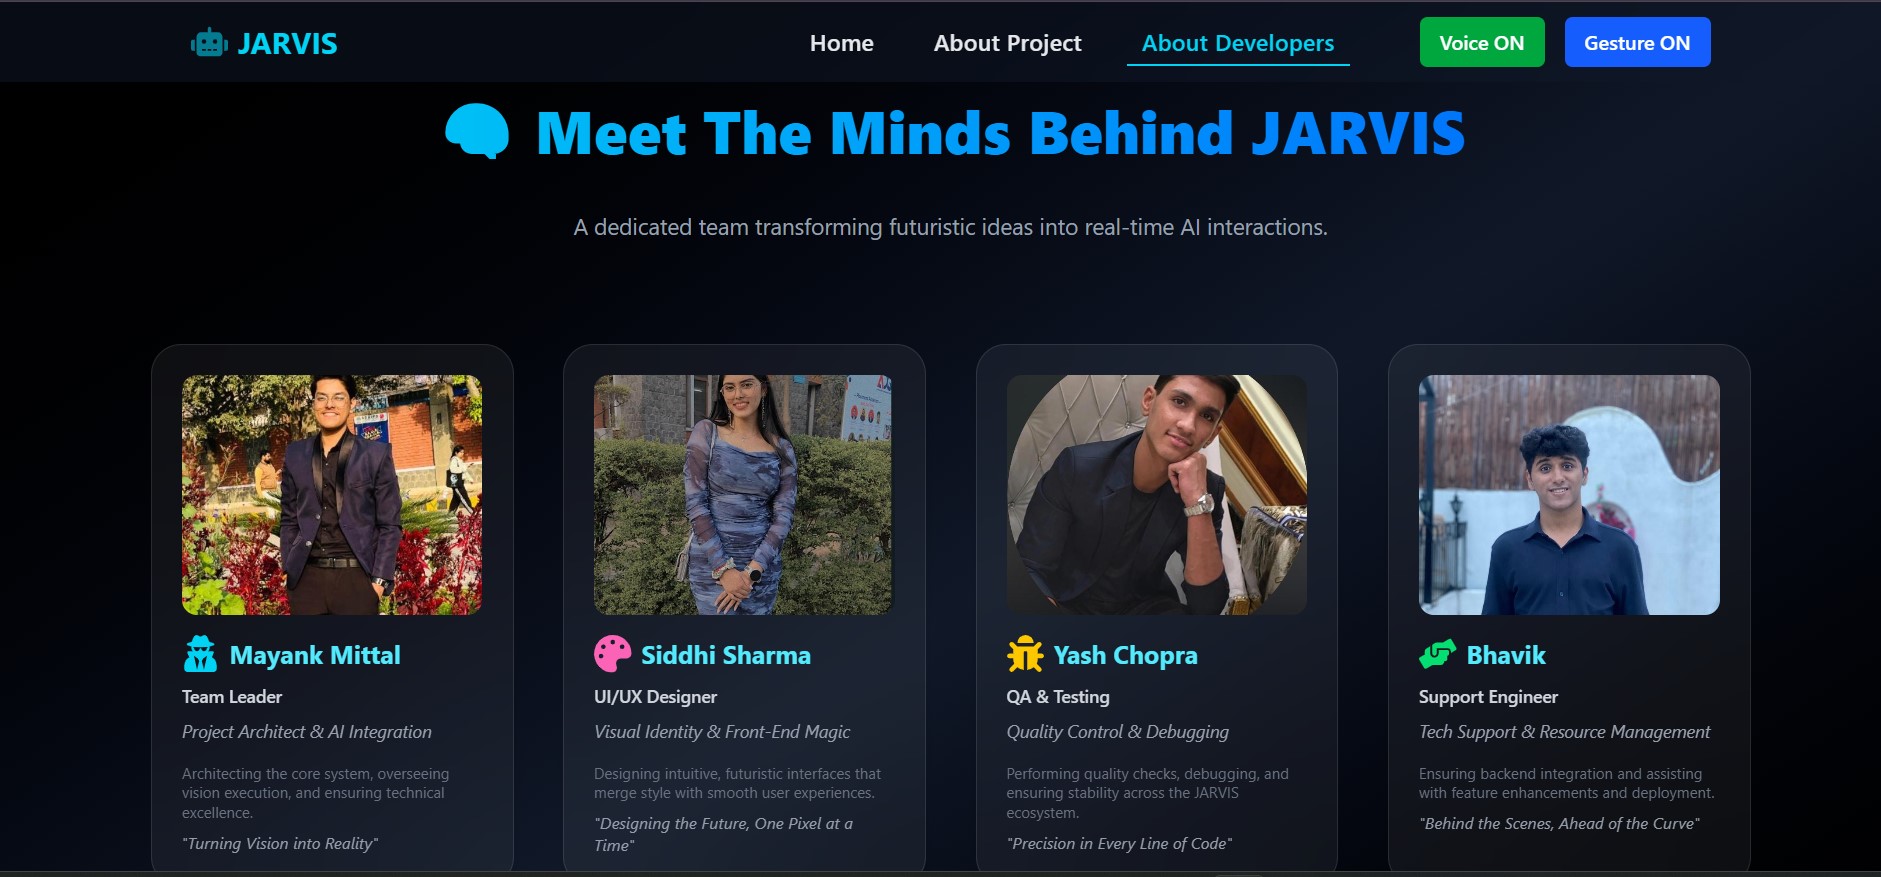 JARVIS
Home
About Project
About Developers
Voice ON
Gesture ON
Meet The Minds Behind JARVIS
A dedicated team transforming futuristic ideas into real-time AI interactions.
Mayank Mittal
Team Leader
Project Architect & AI Integration
Architecting the core system, overseeing
vision execution, and ensuring technical
excellence.
"Turning Vision into Reality"
Siddhi Sharma
UI/UX Designer
Visual Identity & Front-End Magic
Designing intuitive, futuristic interfaces that
merge style with smooth user experiences.
"Designing the Future, One Pixel at a
Time"
Yash Chopra
QA & Testing
Quality Control & Debugging
Performing quality checks, debugging, and
ensuring stability across the JARVIS
ecosystem.
"Precision in Every Line of Code"
Bhavik
Support Engineer
Tech Support & Resource Management
Ensuring backend integration and assisting
with feature enhancements and deployment.
"Behind the Scenes, Ahead of the Curve"